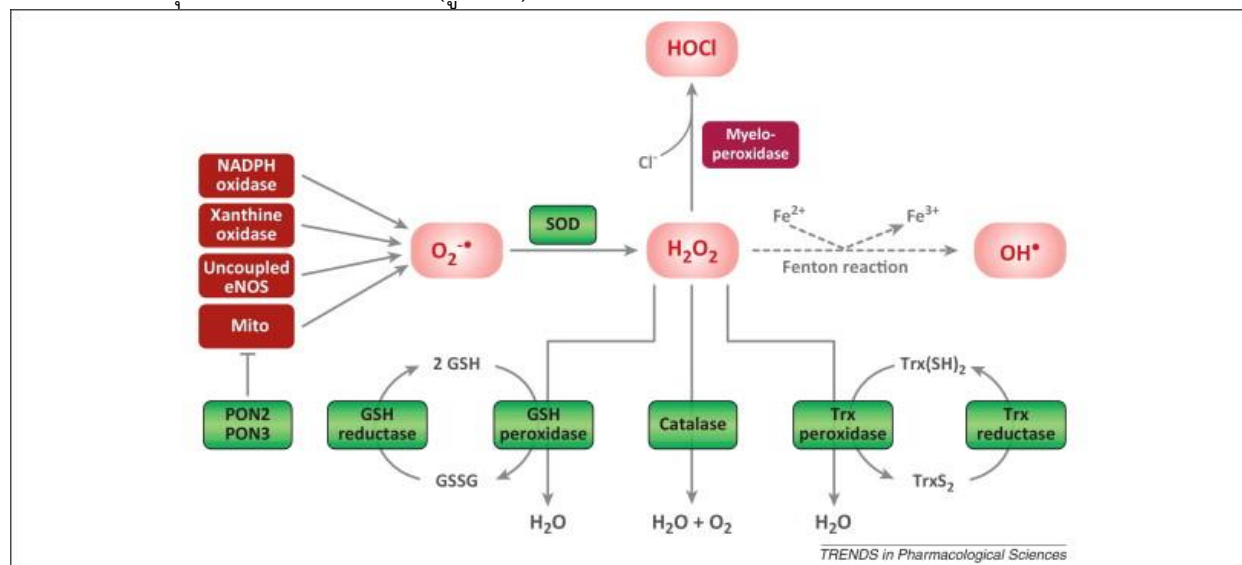 HOCl
Myelo-
peroxidase
Cl⁻
NADPH
oxidase
Xanthine
oxidase
Uncoupled
eNOS
Mito
O₂⁻•
SOD
H₂O₂
Fe²⁺
Fe³⁺
Fenton reaction
OH•
PON2
PON3
2 GSH
GSH
reductase
GSH
peroxidase
GSSG
H₂O
Catalase
H₂O + O₂
Trx(SH)₂
Trx
peroxidase
Trx
reductase
TrxS₂
H₂O
TRENDS in Pharmacological Sciences